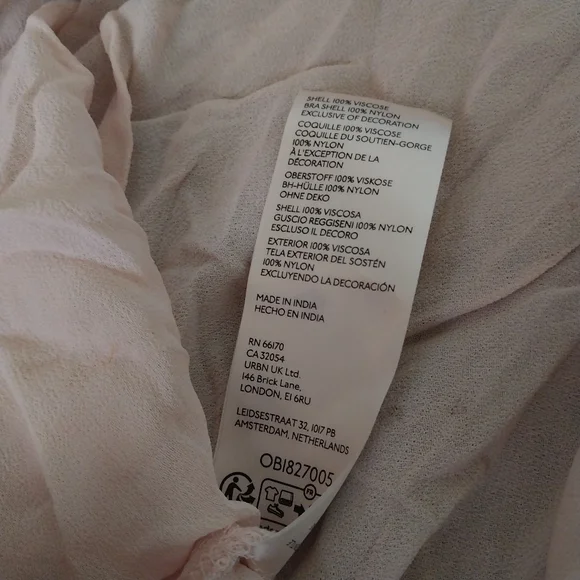 SHELL 100% VISCOSE
BRA SHELL 100% NYLON
EXCLUSIVE OF DECORATION
COQUILLE 100% VISCOSE
COQUILLE DU SOUTIEN-GORGE
100% NYLON
À L'EXCEPTION DE LA
DÉCORATION
OBERSTOFF 100% VISKOSE
BH-HÜLLE 100% NYLON
OHNE DEKO
SHELL 100% VISCOSA
GUSCIO REGGISENI 100% NYLON
ESCLUSO IL DECORO
EXTERIOR 100% VISCOSA
TELA EXTERIOR DEL SOSTÉN
100% NYLON
EXCLUYENDO LA DECORACIÓN
MADE IN INDIA
HECHO EN INDIA
RN 66170
CA 32054
URBN UK Ltd.
146 Brick Lane,
LONDON, E1 6RU
LEIDSESTRAAT 32, 1017 PB
AMSTERDAM, NETHERLANDS
OB1827005
FR